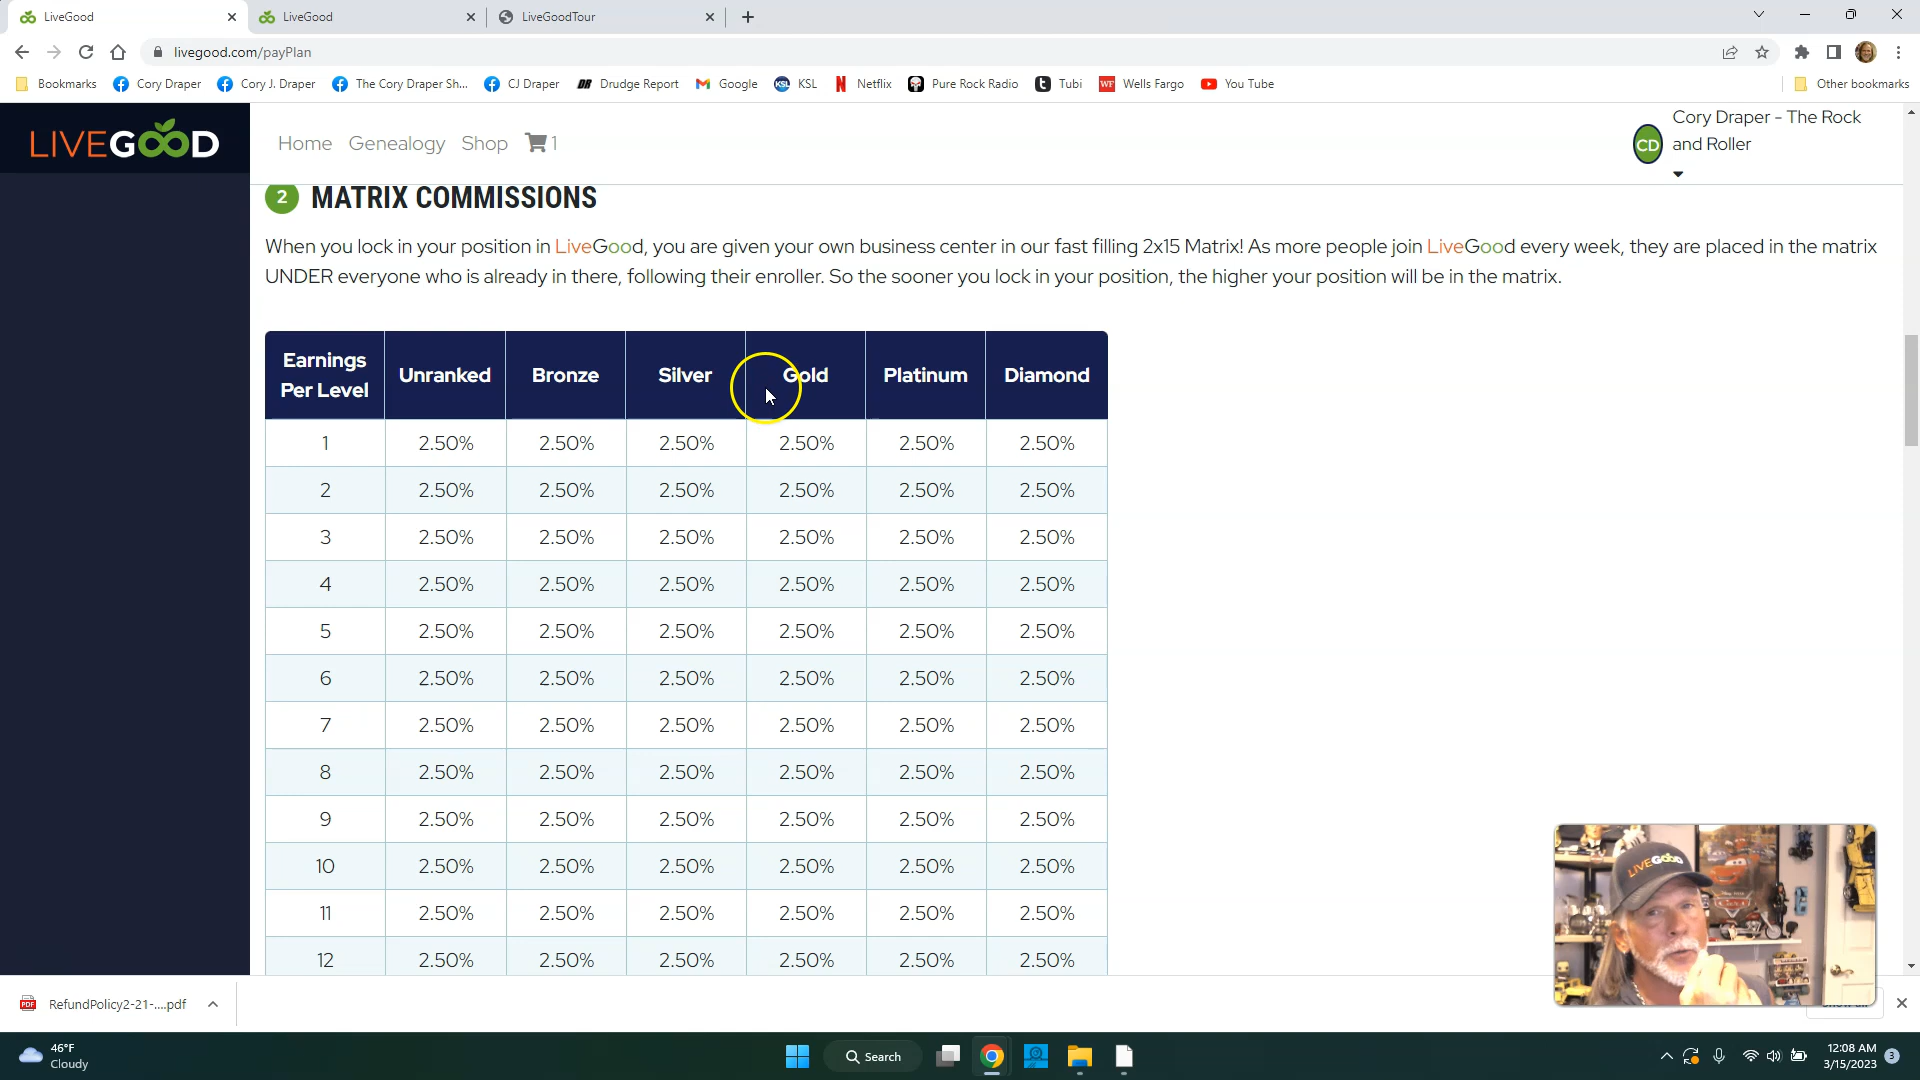 LiveGood
LiveGood
LiveGoodTour
livegood.com/payPlan
Bookmarks
Cory Draper
Cory J. Draper
The Cory Draper Sh...
CJ Draper
DR
Drudge Report
Google
KSL
KSL
Netflix
Pure Rock Radio
Tubi
WF
Wells Fargo
You Tube
Other bookmarks
LIVEGOOD
Home
Genealogy
Shop
1
CD
Cory Draper - The Rock
and Roller
2 MATRIX COMMISSIONS
When you lock in your position in LiveGood, you are given your own business center in our fast filling 2x15 Matrix! As more people join LiveGood every week, they are placed in the matrix
UNDER everyone who is already in there, following their enroller. So the sooner you lock in your position, the higher your position will be in the matrix.
Earnings
Per Level
Unranked
Bronze
Silver
Gold
Platinum
Diamond
1 2.50% 2.50% 2.50% 2.50% 2.50% 2.50%
2 2.50% 2.50% 2.50% 2.50% 2.50% 2.50%
3 2.50% 2.50% 2.50% 2.50% 2.50% 2.50%
4 2.50% 2.50% 2.50% 2.50% 2.50% 2.50%
5 2.50% 2.50% 2.50% 2.50% 2.50% 2.50%
6 2.50% 2.50% 2.50% 2.50% 2.50% 2.50%
7 2.50% 2.50% 2.50% 2.50% 2.50% 2.50%
8 2.50% 2.50% 2.50% 2.50% 2.50% 2.50%
9 2.50% 2.50% 2.50% 2.50% 2.50% 2.50%
10 2.50% 2.50% 2.50% 2.50% 2.50% 2.50%
11 2.50% 2.50% 2.50% 2.50% 2.50% 2.50%
12 2.50% 2.50% 2.50% 2.50% 2.50% 2.50%
LIVEGOOD
Cars
PDF
RefundPolicy2-21-....pdf
46°F
Cloudy
Search
12:08 AM
3/15/2023
3